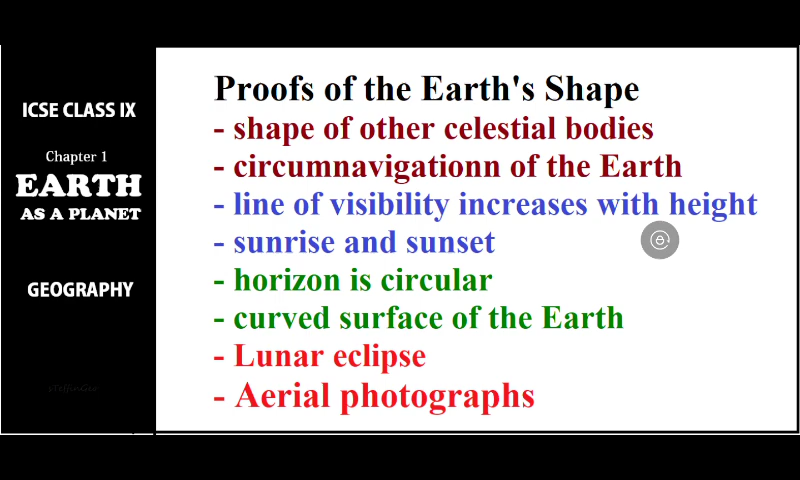 ICSE CLASS IX
Chapter 1
EARTH
AS A PLANET
GEOGRAPHY
Proofs of the Earth's Shape
- shape of other celestial bodies
- circumnavigationn of the Earth
- line of visibility increases with height
- sunrise and sunset
- horizon is circular
- curved surface of the Earth
- Lunar eclipse
- Aerial photographs